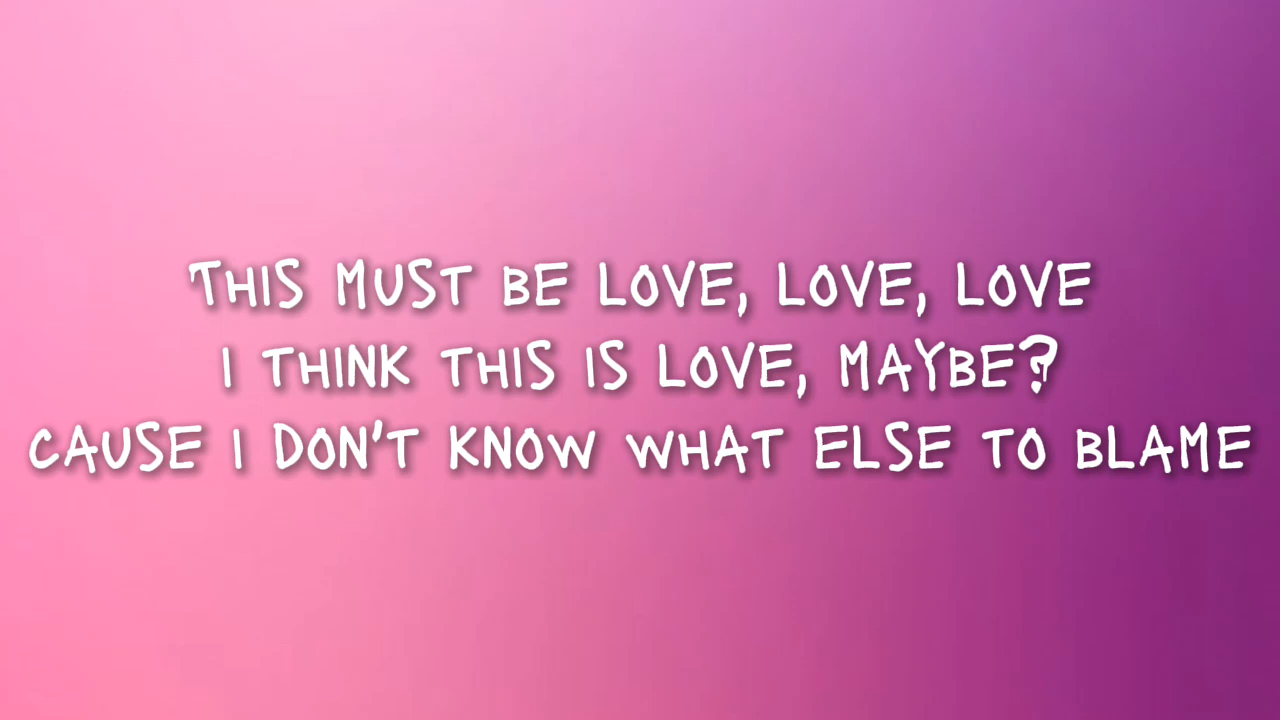 THIS MUST BE LOVE, LOVE, LOVE
I THINK THIS IS LOVE, MAYBE?
CAUSE I DON'T KNOW WHAT ELSE TO BLAME